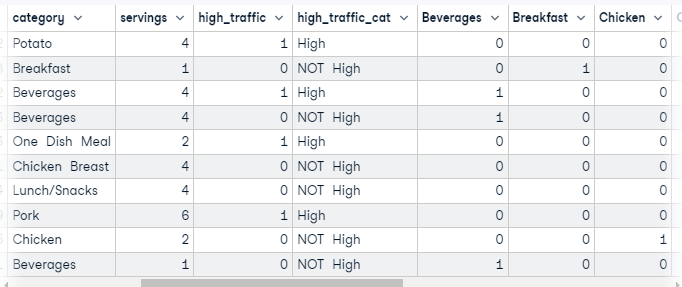 category servings high_traffic high_traffic_cat Beverages Breakfast Chicken
Potato 4 1 High 0 0 0
Breakfast 1 0 NOT High 0 1 0
Beverages 4 1 High 1 0 0
Beverages 4 0 NOT High 1 0 0
One Dish Meal 2 1 High 0 0 0
Chicken Breast 4 0 NOT High 0 0 0
Lunch/Snacks 4 0 NOT High 0 0 0
Pork 6 1 High 0 0 0
Chicken 2 0 NOT High 0 0 1
Beverages 1 0 NOT High 1 0 0